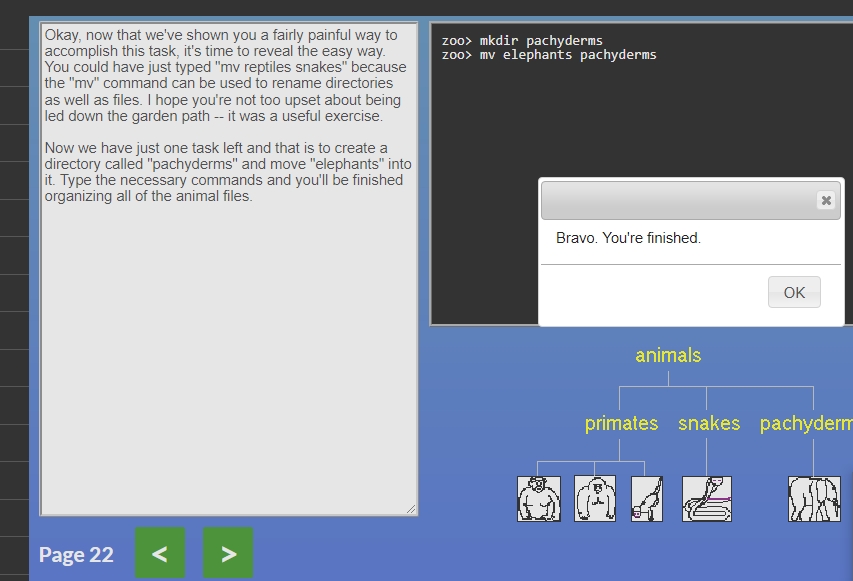 Okay, now that we've shown you a fairly painful way to
accomplish this task, it's time to reveal the easy way.
You could have just typed "mv reptiles snakes" because
the "mv" command can be used to rename directories
as well as files. I hope you're not too upset about being
led down the garden path -- it was a useful exercise.
Now we have just one task left and that is to create a
directory called "pachyderms" and move "elephants" into
it. Type the necessary commands and you'll be finished
organizing all of the animal files.
zoo> mkdir pachyderms
zoo> mv elephants pachyderms
Bravo. You're finished.
OK
animals
primates snakes pachyderm
Page 22 < >